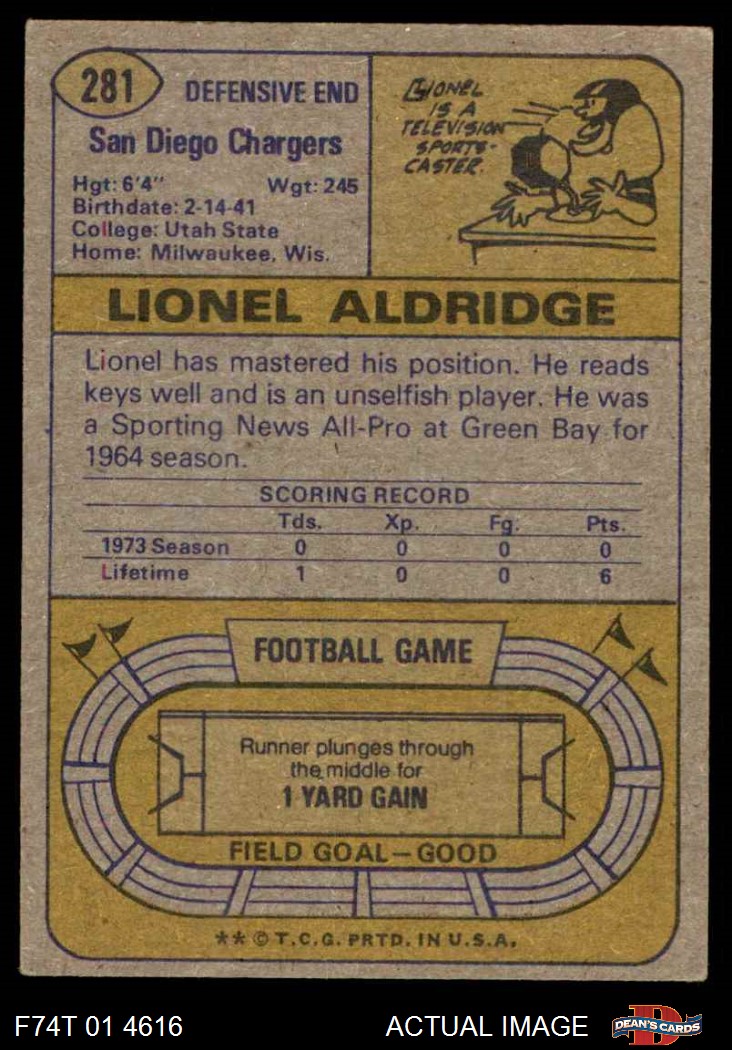 281
DEFENSIVE END
San Diego Chargers
Hgt: 6'4" Wgt: 245
Birthdate: 2-14-41
College: Utah State
Home: Milwaukee, Wis.
LIONEL
IS A
TELEVISION
SPORTS-
CASTER.
LIONEL ALDRIDGE
Lionel has mastered his position. He reads
keys well and is an unselfish player. He was
a Sporting News All-Pro at Green Bay for
1964 season.
SCORING RECORD
Tds. Xp. Fg. Pts.
1973 Season 0 0 0 0
Lifetime 1 0 0 6
FOOTBALL GAME
Runner plunges through
the middle for
1 YARD GAIN
FIELD GOAL—GOOD
** © T.C.G. PRTD. IN U.S.A.
F74T 01 4616 ACTUAL IMAGE
D
DEAN'S CARDS